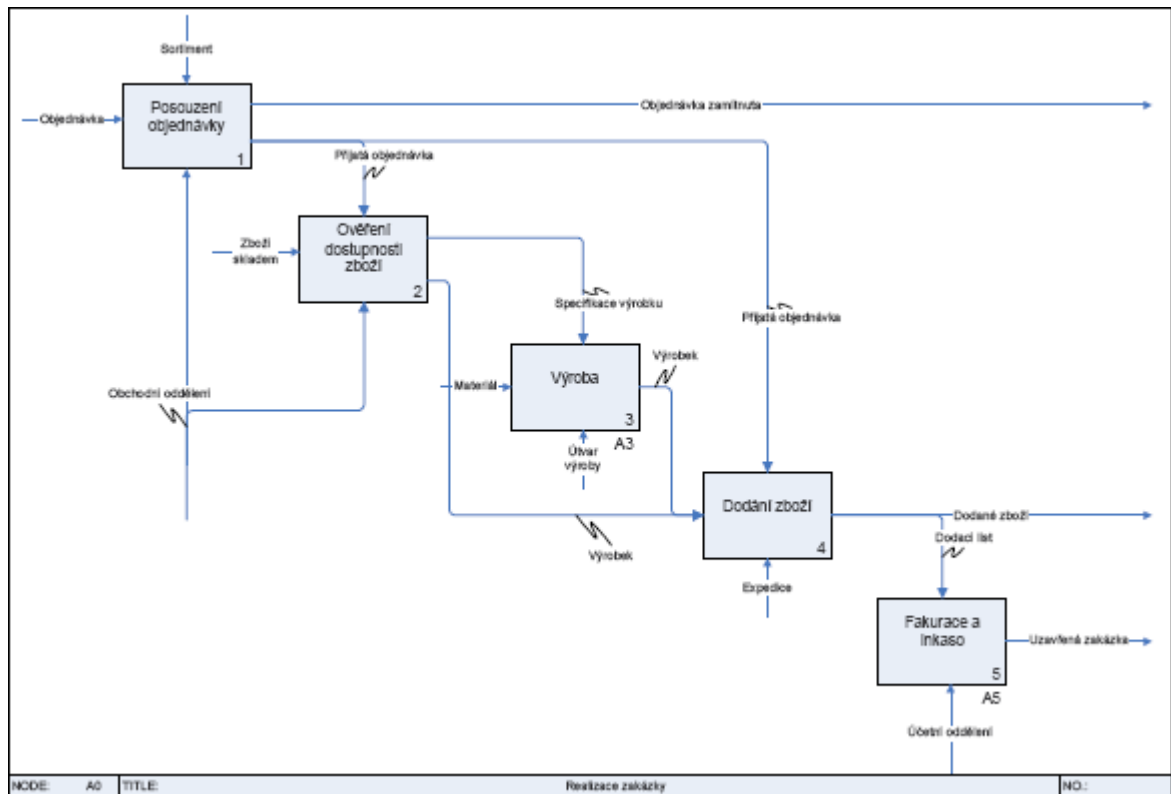 Sortiment
Objednávka
Posouzení
objednávky
1
Objednávka zamítnuta
Přijatá objednávka
Zboží
skladem
Ověření
dostupnosti
zboží
2
Specifikace výrobku
Přijatá objednávka
Obchodní oddělení
Materiál
Výroba
3
A3
Výrobek
Útvar
výroby
Výrobek
Dodání zboží
4
Expedice
Dodané zboží
Dodací list
Fakurace a
Inkaso
5
A5
Uzavřená zakázka
Účetní oddělení
NODE: A0 TITLE: Realizace zakázky NO.: